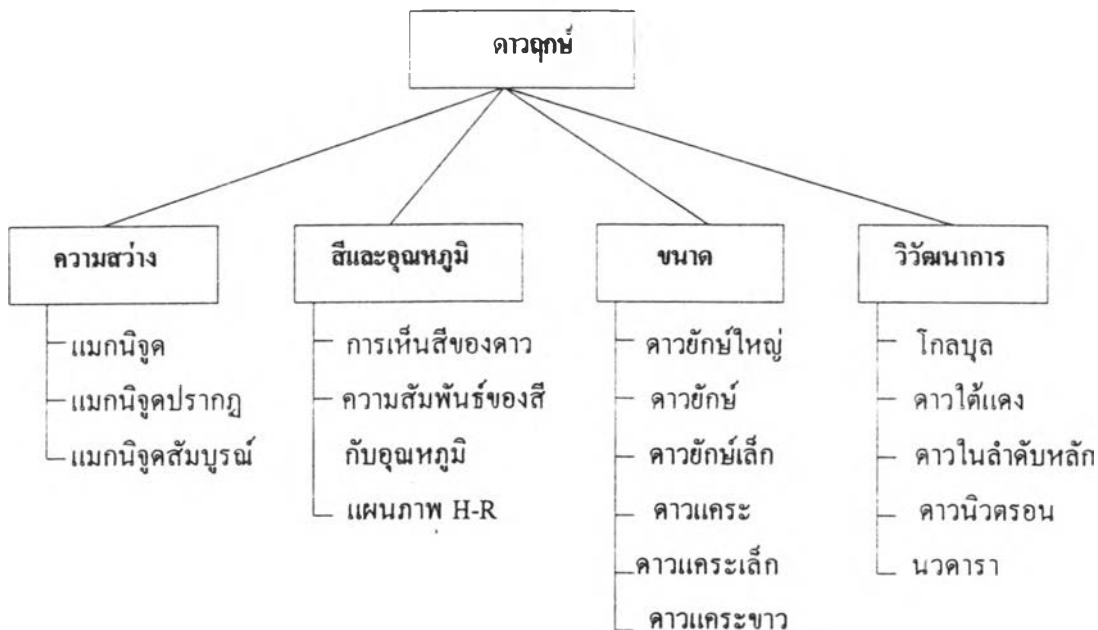 ดาวฤกษ์
ความสว่าง
แมกนิจูด
แมกนิจูดปรากฎ
แมกนิจูดสัมบูรณ์
สีและอุณหภูมิ
การเห็นสีของดาว
ความสัมพันธ์ของสี
กับอุณหภูมิ
แผนภาพ H-R
ขนาด
ดาวยักษ์ใหญ่
ดาวยักษ์
ดาวยักษ์เล็ก
ดาวแคระ
ดาวแคระเล็ก
ดาวแคระขาว
วิวัฒนาการ
โกลบุล
ดาวใต้แดง
ดาวในลำดับหลัก
ดาวนิวตรอน
นวดารา